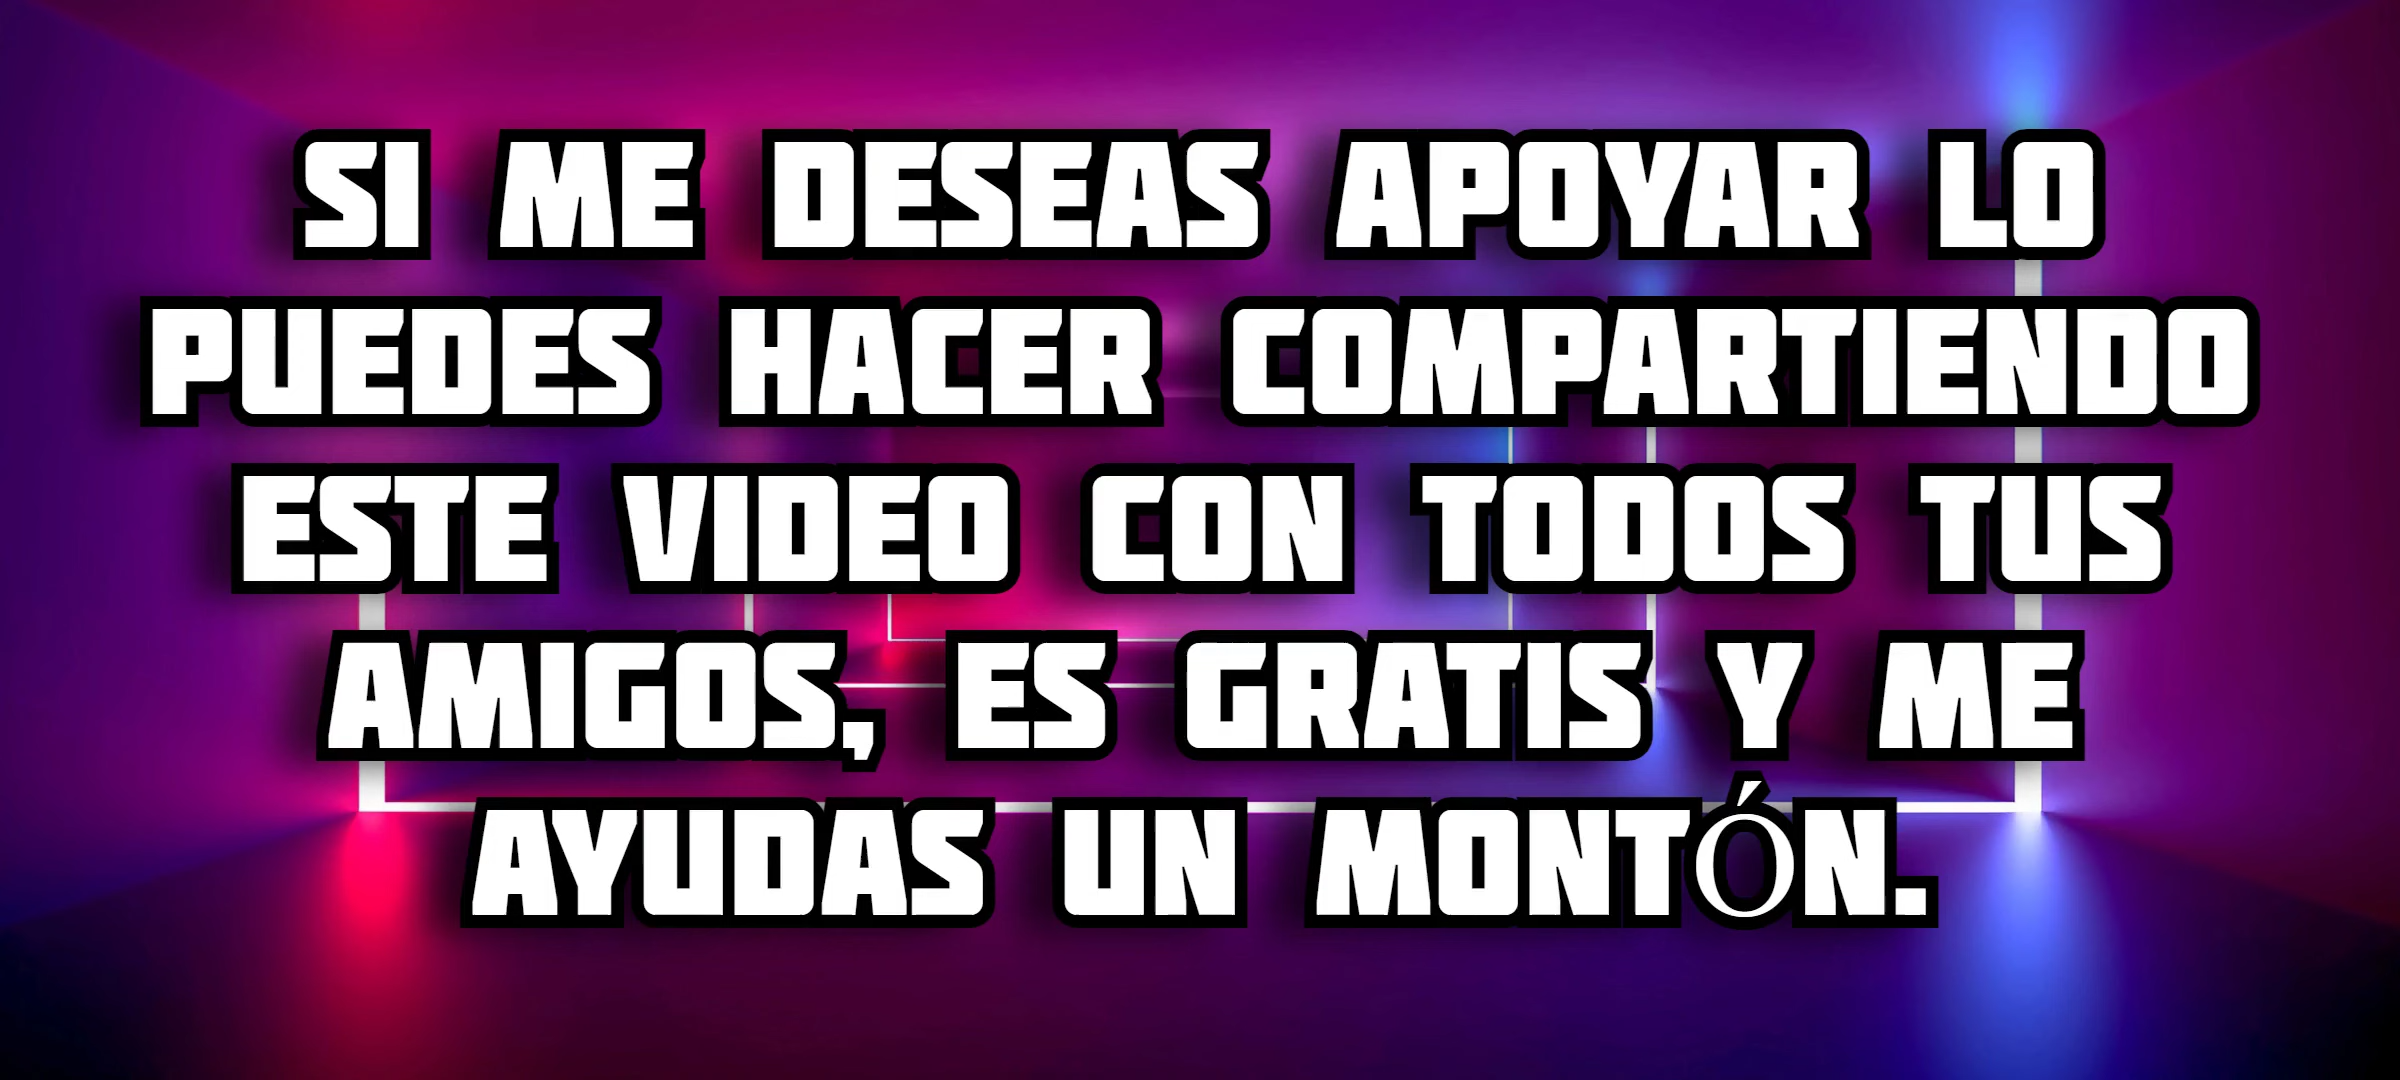 SI ME DESEAS APOYAR LO
PUEDES HACER COMPARTIENDO
ESTE VIDEO CON TODOS TUS
AMIGOS, ES GRATIS Y ME
AYUDAS UN MONTÓN.